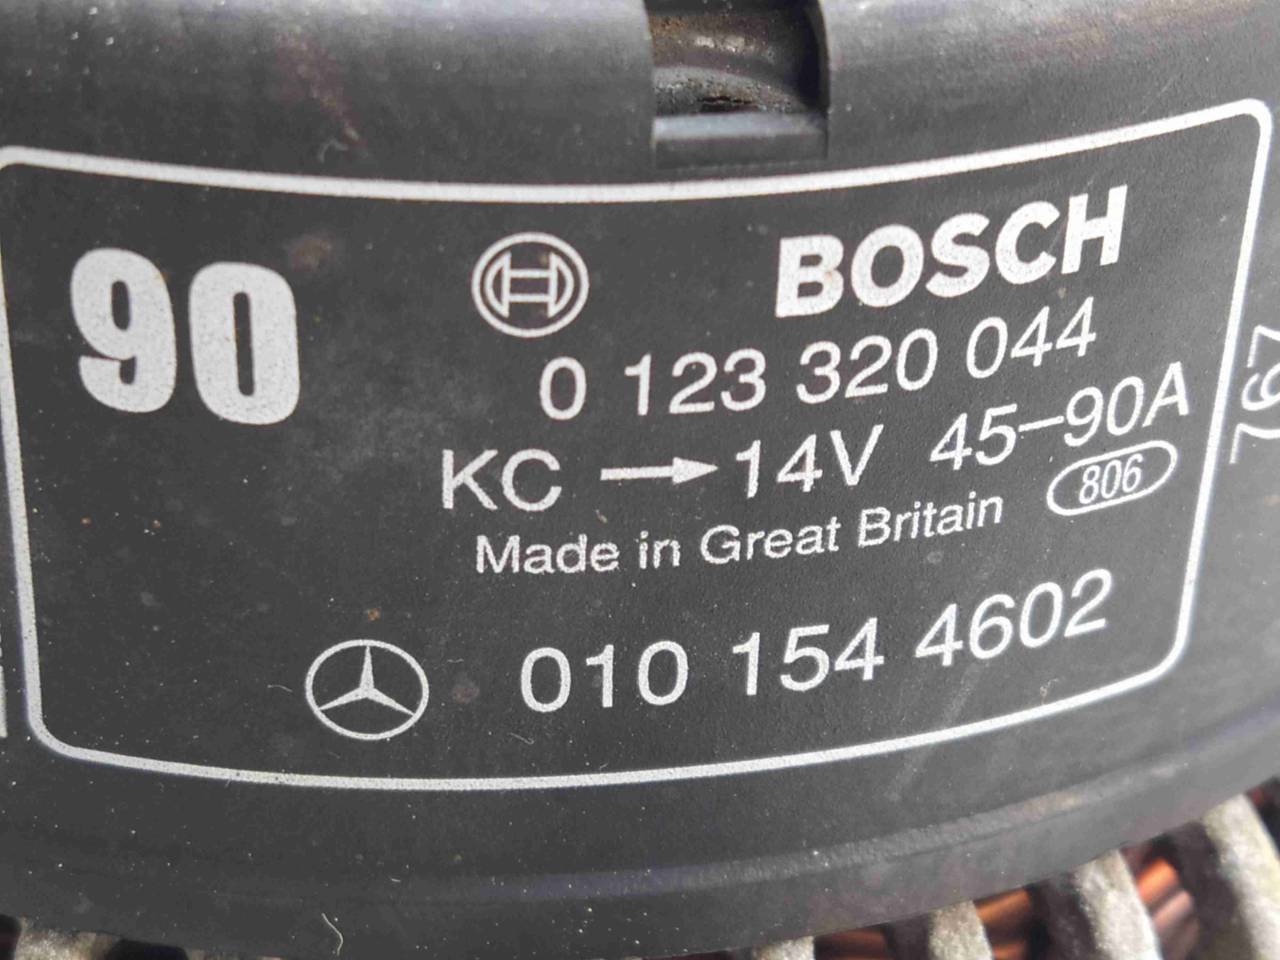 90
BOSCH
0 123 320 044
KC → 14V 45–90A
806
Made in Great Britain
010 154 4602